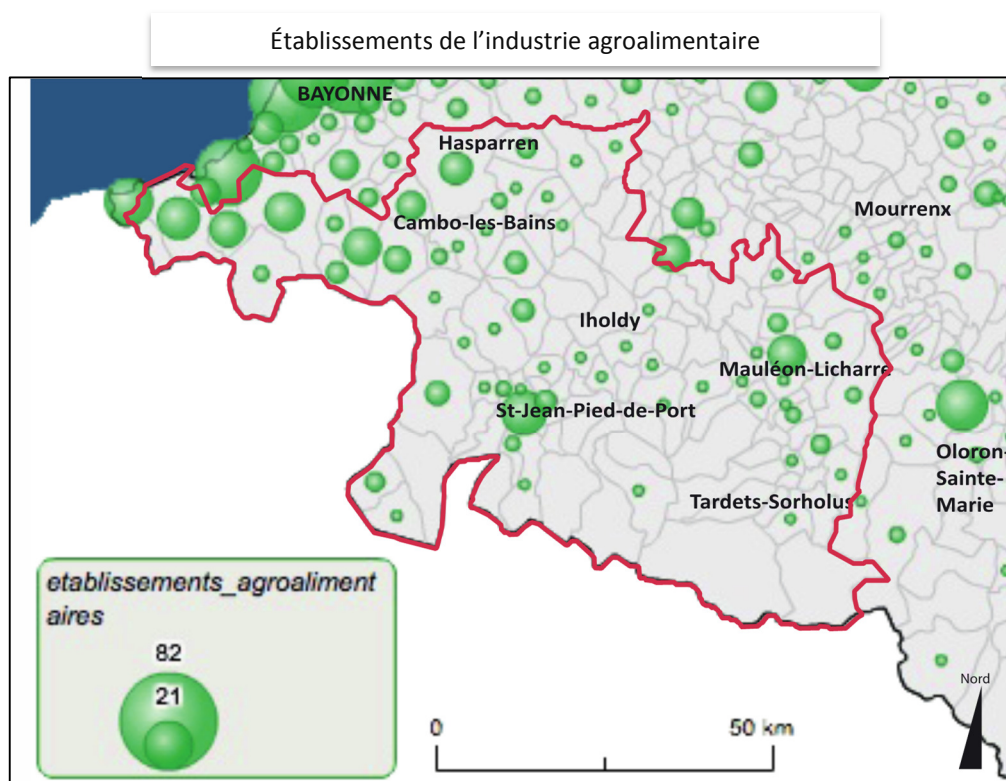 Établissements de l’industrie agroalimentaire
BAYONNE
Hasparren
Mourrenx
Cambo-les-Bains
Iholdy
Mauléon-Licharre
St-Jean-Pied-de-Port
Oloron-
Sainte-
Marie
Tardets-Sorholus
etablissements_agroaliment
aires
82
21
0
50 km
Nord